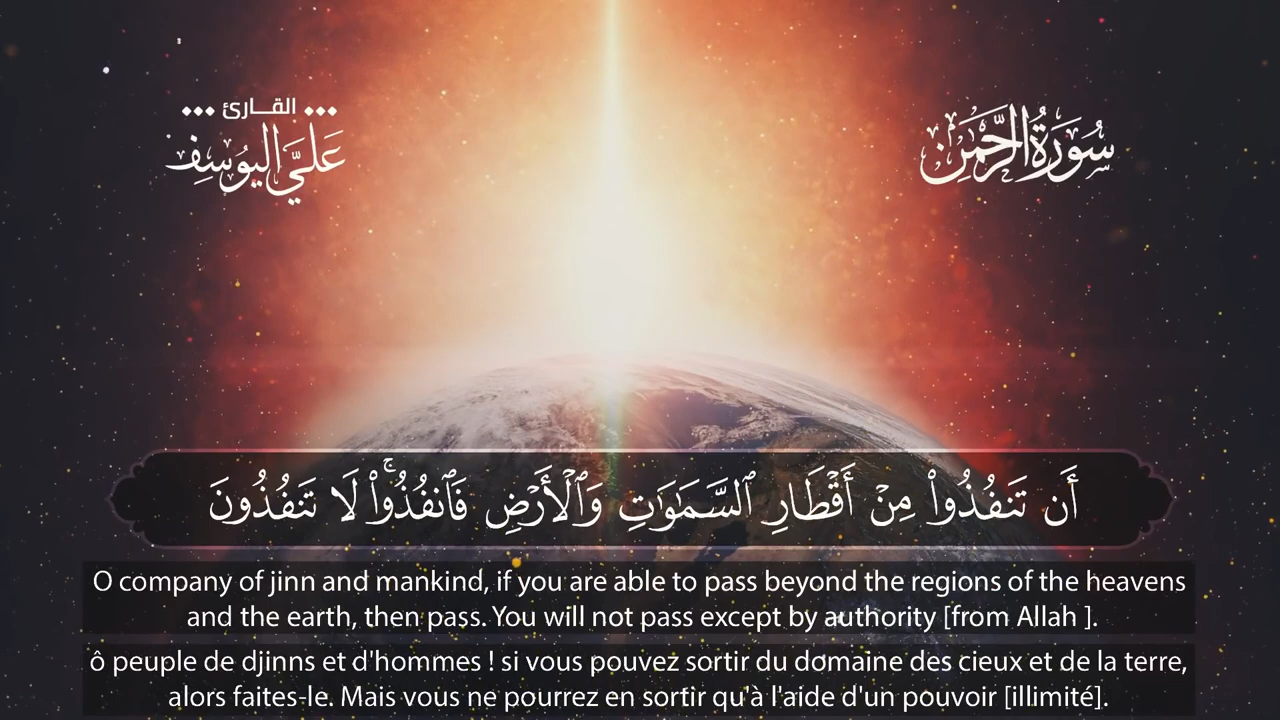 سُورَةُ الرَّحْمَٰن
••• القـارئ •••
عَلَيّ اليُوسِف
أَن تَنفُذُوا۟ مِنْ أَقْطَارِ ٱلسَّمَـٰوَٰتِ وَٱلْأَرْضِ فَٱنفُذُوا۟ۚ لَا تَنفُذُونَ
O company of jinn and mankind, if you are able to pass beyond the regions of the heavens
and the earth, then pass. You will not pass except by authority [from Allah ].
ô peuple de djinns et d'hommes ! si vous pouvez sortir du domaine des cieux et de la terre,
alors faites-le. Mais vous ne pourrez en sortir qu'à l'aide d'un pouvoir [illimité].